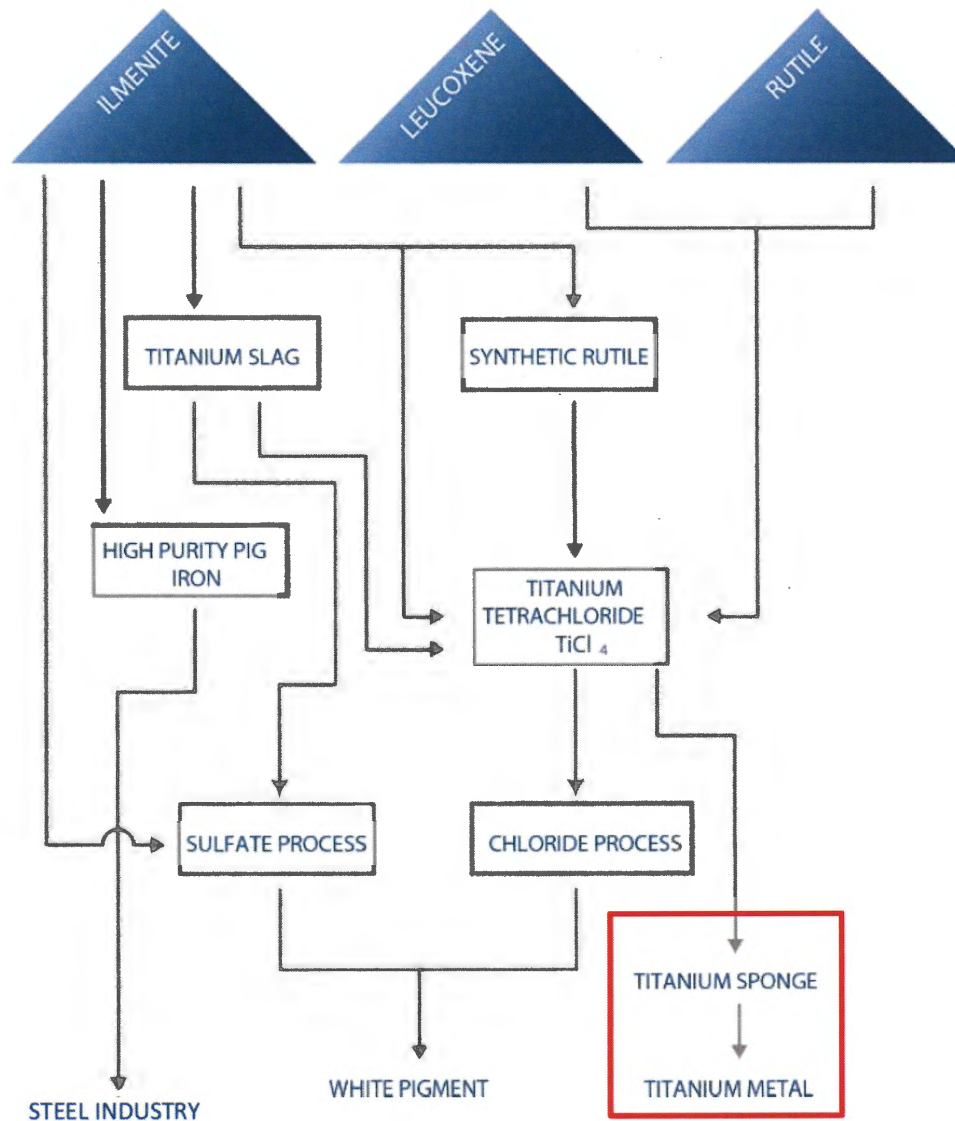 ILMENITE
LEUCOXENE
RUTILE
TITANIUM SLAG
SYNTHETIC RUTILE
HIGH PURITY PIG
IRON
TITANIUM
TETRACHLORIDE
TiCl 4
SULFATE PROCESS
CHLORIDE PROCESS
TITANIUM SPONGE
WHITE PIGMENT
TITANIUM METAL
STEEL INDUSTRY